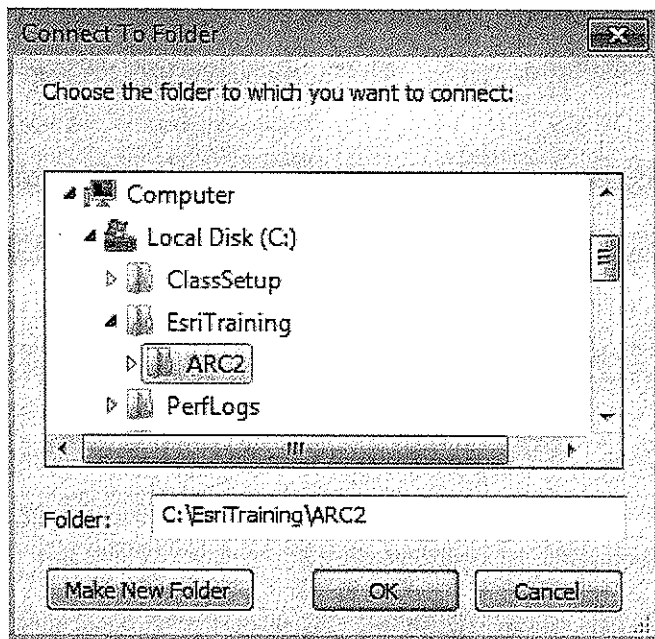 Connect To Folder
Choose the folder to which you want to connect:
Computer
Local Disk (C:)
ClassSetup
EsriTraining
ARC2
PerfLogs
Folder: C:\EsriTraining\ARC2
Make New Folder OK Cancel